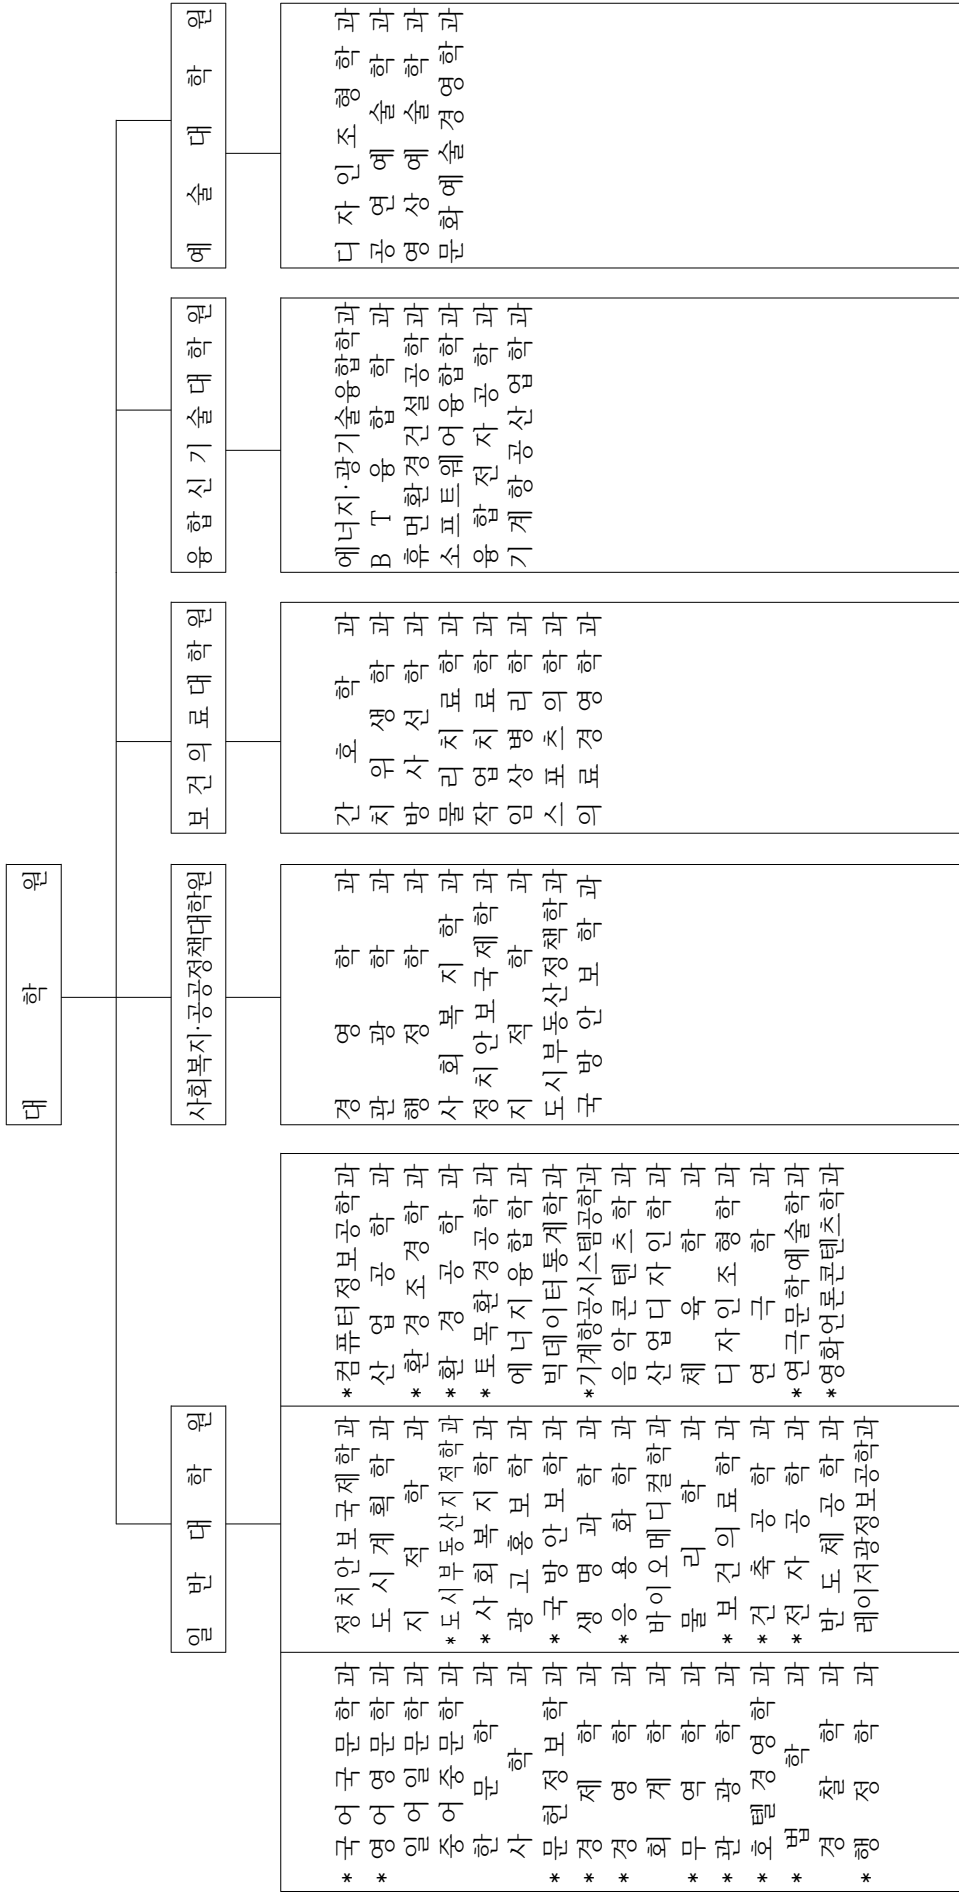 대 학 원
일 반 대 학 원
* 국 어 국 문 학 과
* 영 어 영 문 학 과
일 어 일 문 학 과
중 어 중 문 학 과
한 문 학 과
사 학 과
* 문 헌 정 보 학 과
* 경 제 학 과
* 경 영 학 과
회 계 학 과
* 무 역 학 과
* 관 광 학 과
* 호 텔 경 영 학 과
* 법 학 과
경 찰 학 과
* 행 정 학 과
정 치 안 보 국 제 학 과
도 시 계 획 학 과
지 적 학 과
* 도시부동산지적학과
* 사 회 복 지 학 과
광 고 홍 보 학 과
* 국 방 안 보 학 과
생 명 과 학 과
* 응 용 화 학 과
바이오메디컬학과
물 리 학 과
* 보 건 의 료 학 과
* 건 축 공 학 과
* 전 자 공 학 과
반 도 체 공 학 과
레이저광정보공학과
* 컴퓨터정보공학과
산 업 공 학 과
* 환 경 조 경 학 과
* 환 경 공 학 과
* 토 목 환 경 공 학 과
에 너 지 융 합 학 과
빅데이터통계학과
*기계항공시스템공학과
음 악 콘 텐 츠 학 과
산 업 디 자 인 학 과
체 육 학 과
디 자 인 조 형 학 과
연 극 학 과
* 연극문학예술학과
*영화언론콘텐츠학과
사회복지·공공정책대학원
경 영 학 과
관 광 학 과
행 정 학 과
사 회 복 지 학 과
정 치 안 보 국 제 학 과
지 적 학 과
도시부동산정책학과
국 방 안 보 학 과
보 건 의 료 대 학 원
간 호 학 과
치 위 생 학 과
방 사 선 학 과
물 리 치 료 학 과
작 업 치 료 학 과
임 상 병 리 학 과
스 포 츠 의 학 과
의 료 경 영 학 과
융 합 신 기 술 대 학 원
에너지·광기술융합학과
B T 융 합 학 과
휴먼환경건설공학과
소프트웨어융합학과
융 합 전 자 공 학 과
기 계 항 공 산 업 학 과
예 술 대 학 원
디 자 인 조 형 학 과
공 연 예 술 학 과
영 상 예 술 학 과
문화예술경영학과